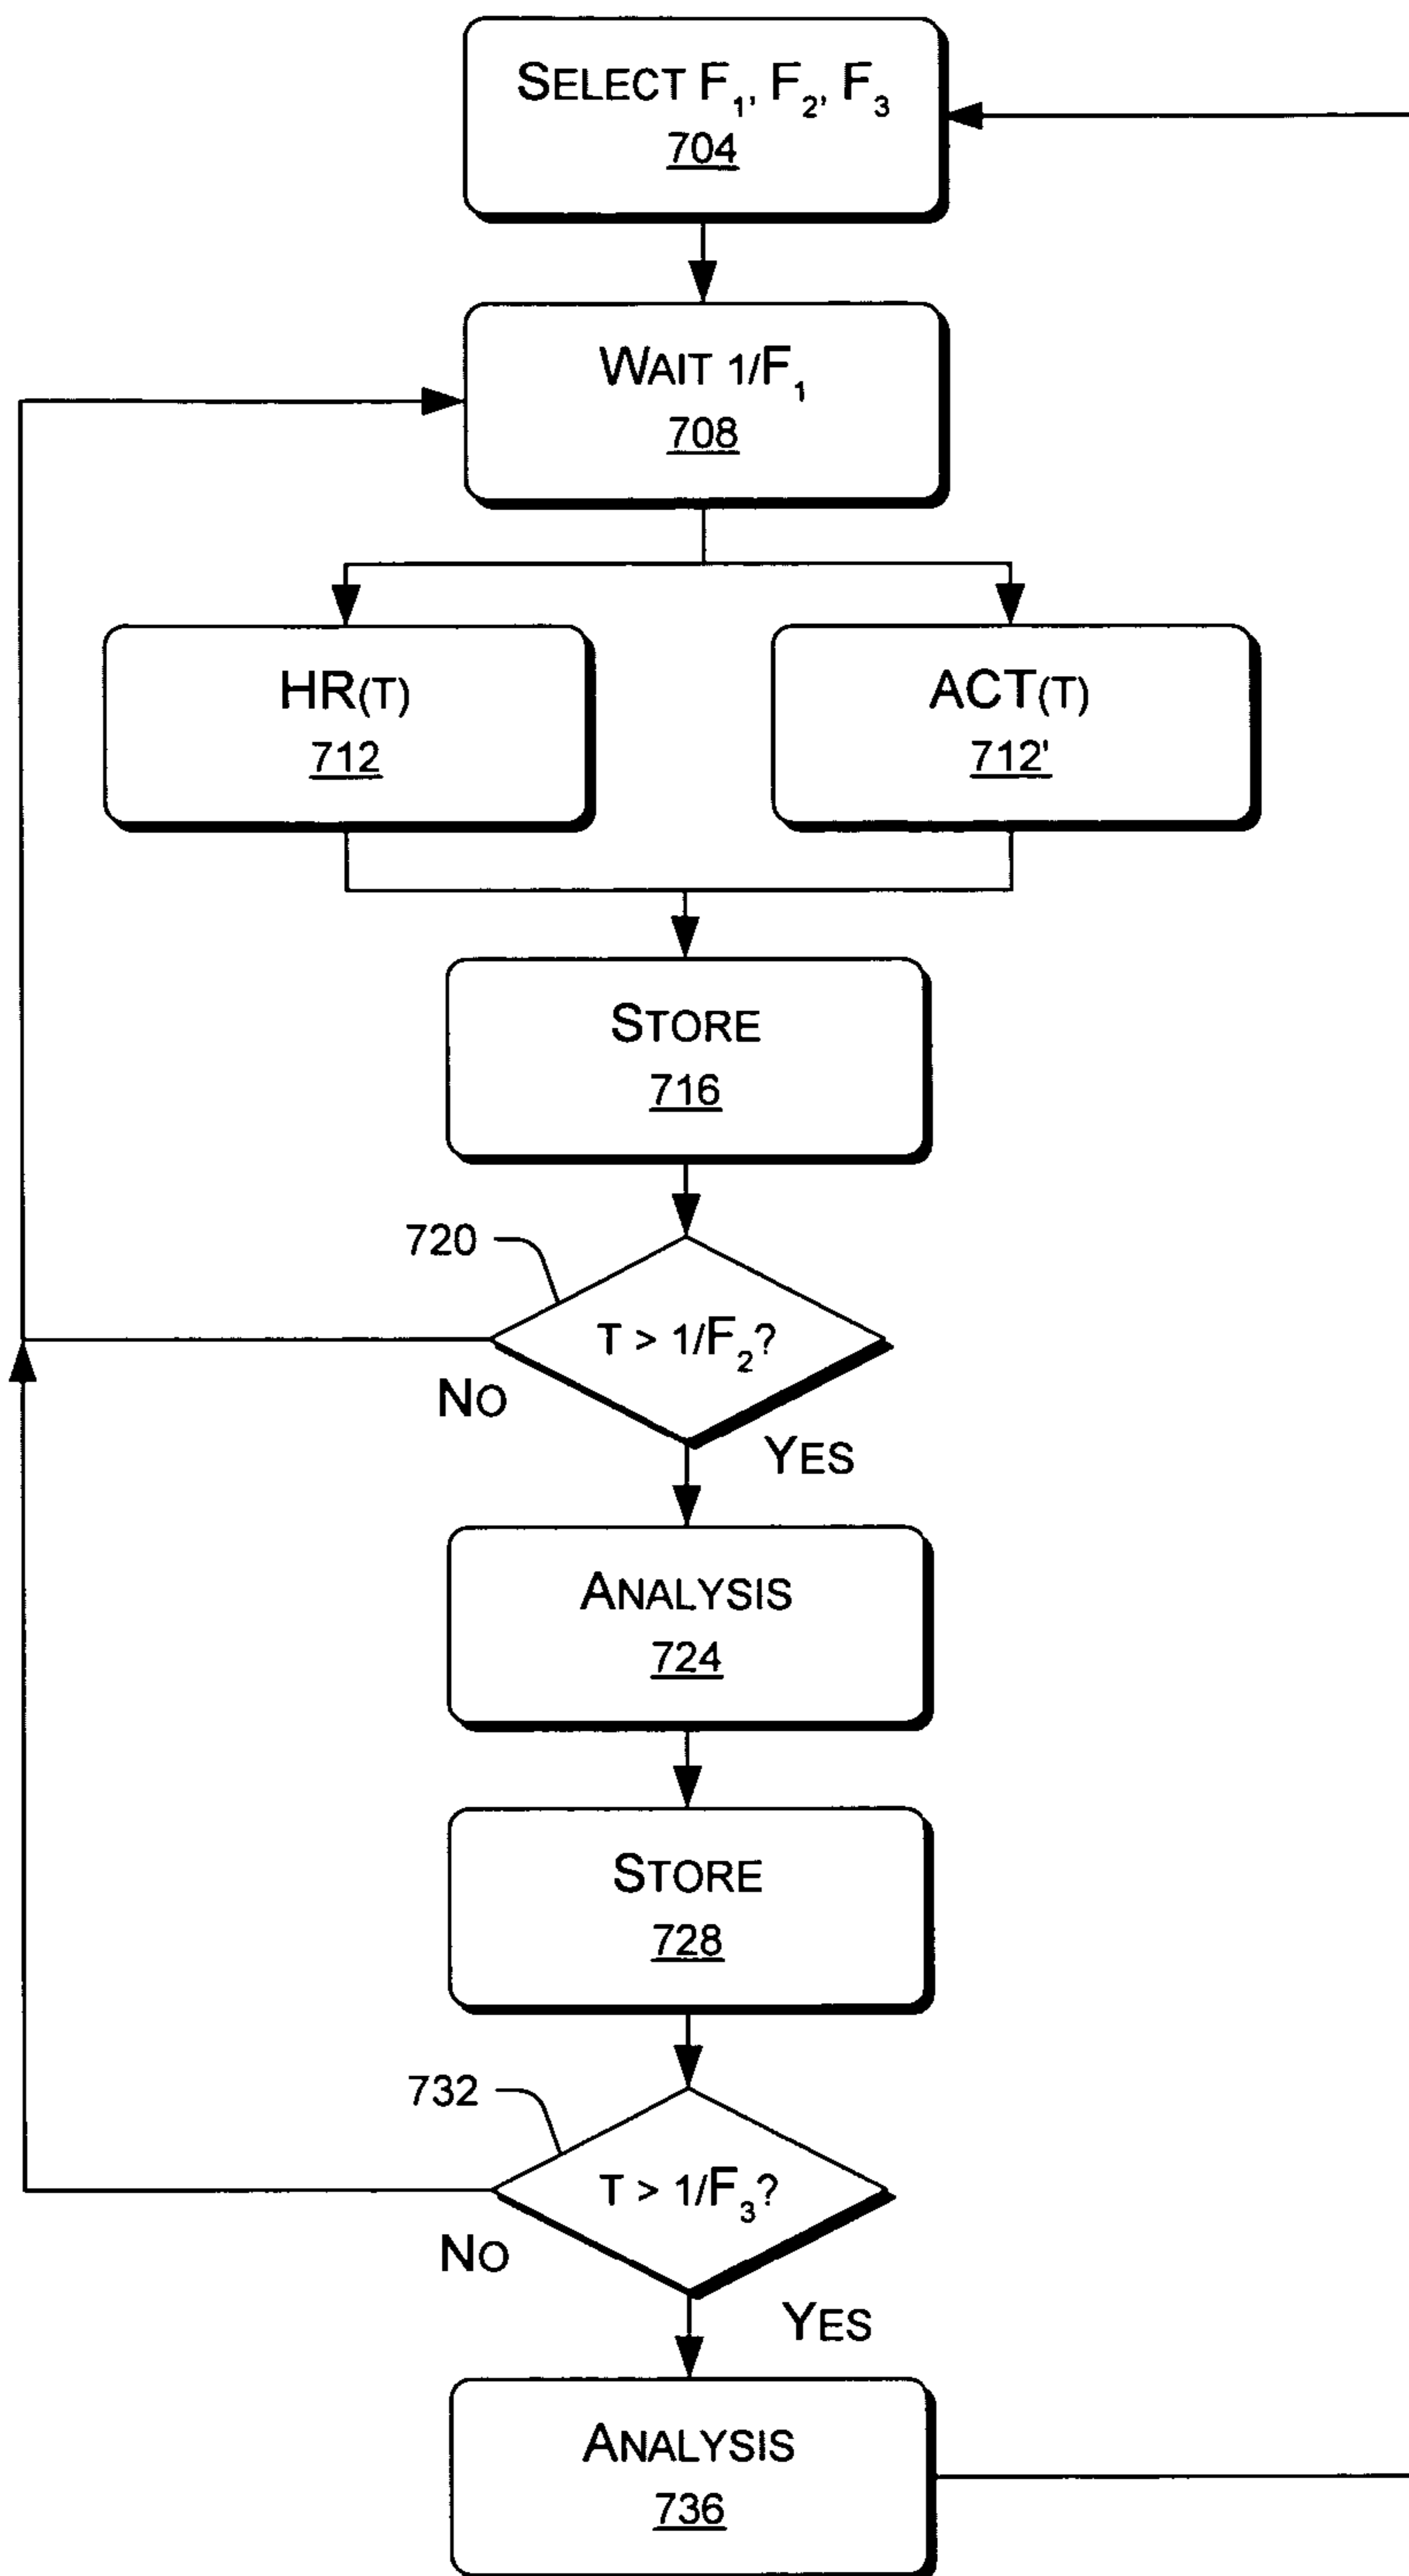 SELECT F₁, F₂, F₃
704
WAIT 1/F₁
708
HR(T)
712
ACT(T)
712'
STORE
716
720
T > 1/F₂?
NO
YES
ANALYSIS
724
STORE
728
732
T > 1/F₃?
NO
YES
ANALYSIS
736